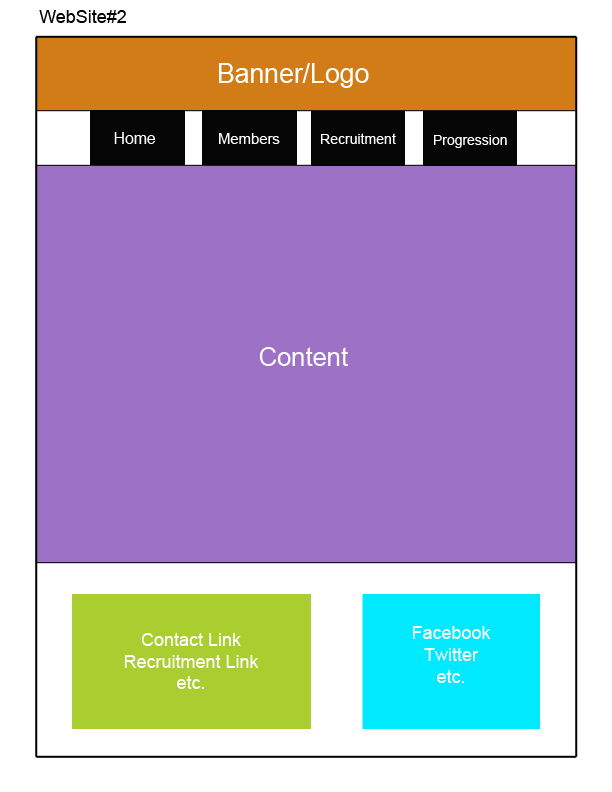 WebSite#2
Banner/Logo
Home
Members
Recruitment
Progression
Content
Contact Link
Recruitment Link
etc.
Facebook
Twitter
etc.